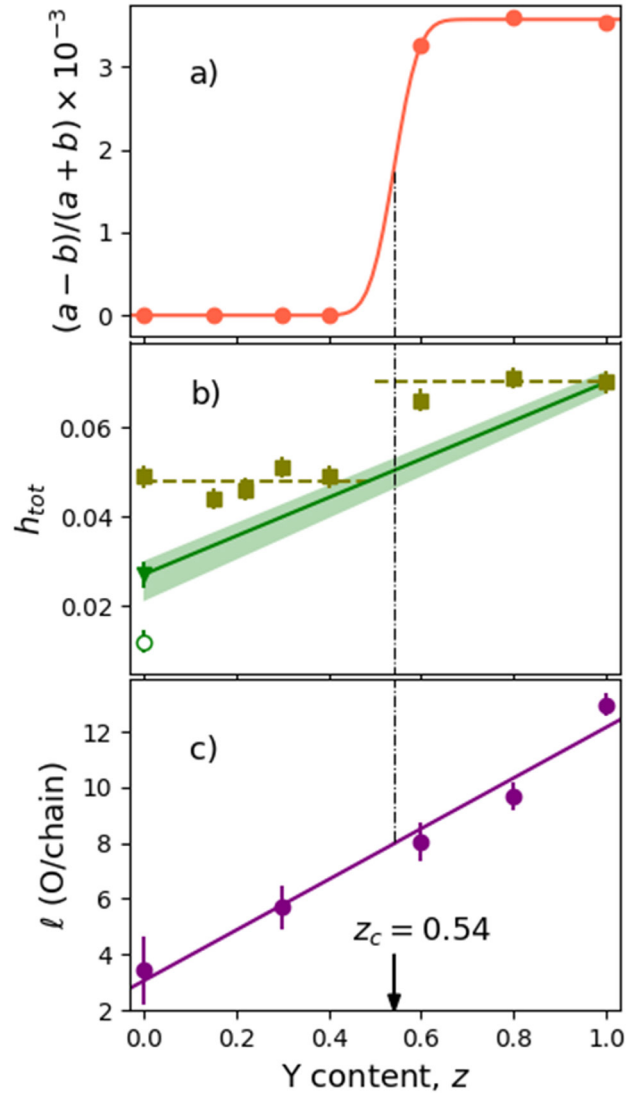 a)
(a − b)/(a + b) × 10⁻³
3
2
1
0
b)
h_tot
0.06
0.04
0.02
c)
ℓ (O/chain)
12
10
8
6
4
2
z_c = 0.54
0.0 0.2 0.4 0.6 0.8 1.0
Y content, z